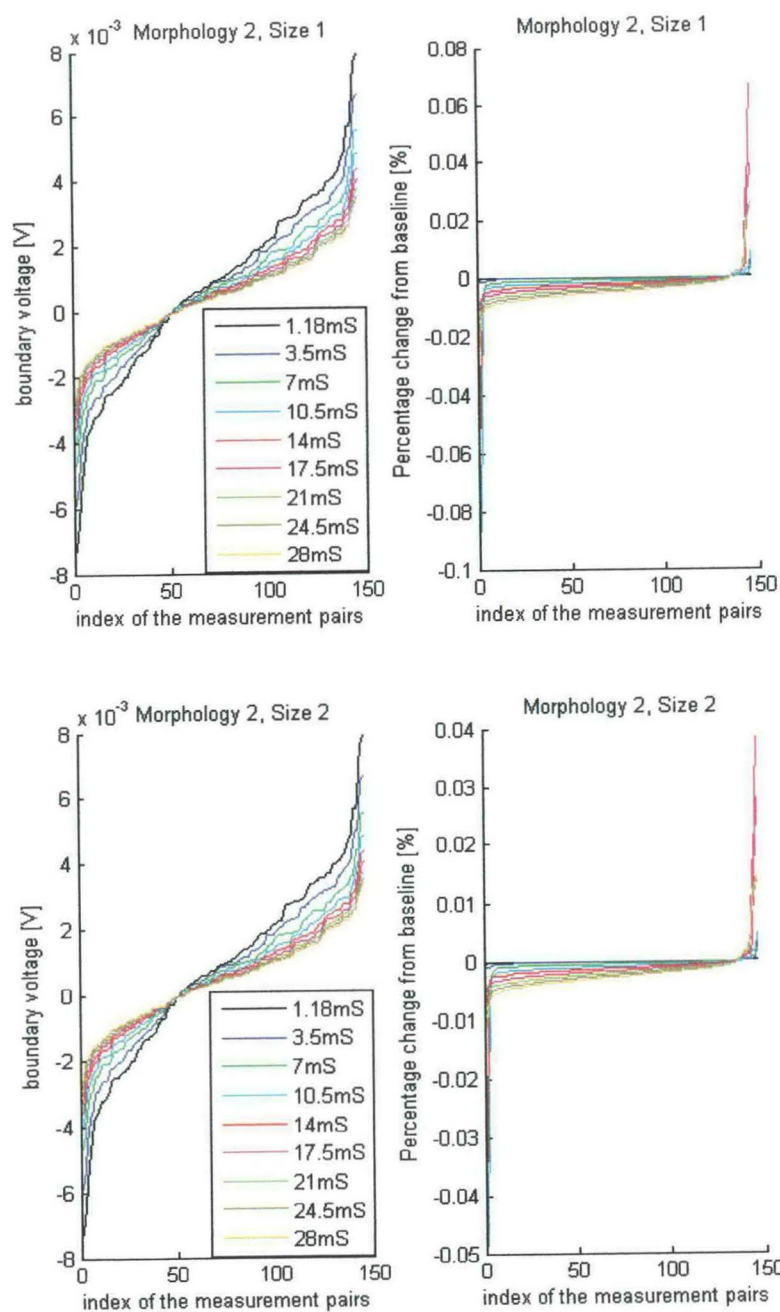 Morphology 2, Size 1
x 10-3
8
6
4
2
0
-2
-4
-6
-8
boundary voltage [V]
0
50
100
150
index of the measurement pairs
1.18mS
3.5mS
7mS
10.5mS
14mS
17.5mS
21mS
24.5mS
28mS
Morphology 2, Size 1
0.08
0.06
0.04
0.02
0
-0.02
-0.04
-0.06
-0.08
-0.1
Percentage change from baseline [%]
0
50
100
150
index of the measurement pairs
x 10-3
Morphology 2, Size 2
8
6
4
2
0
-2
-4
-6
-8
boundary voltage [V]
0
50
100
150
index of the measurement pairs
1.18mS
3.5mS
7mS
10.5mS
14mS
17.5mS
21mS
24.5mS
28mS
Morphology 2, Size 2
0.04
0.03
0.02
0.01
0
-0.01
-0.02
-0.03
-0.04
-0.05
Percentage change from baseline [%]
0
50
100
150
index of the measurement pairs